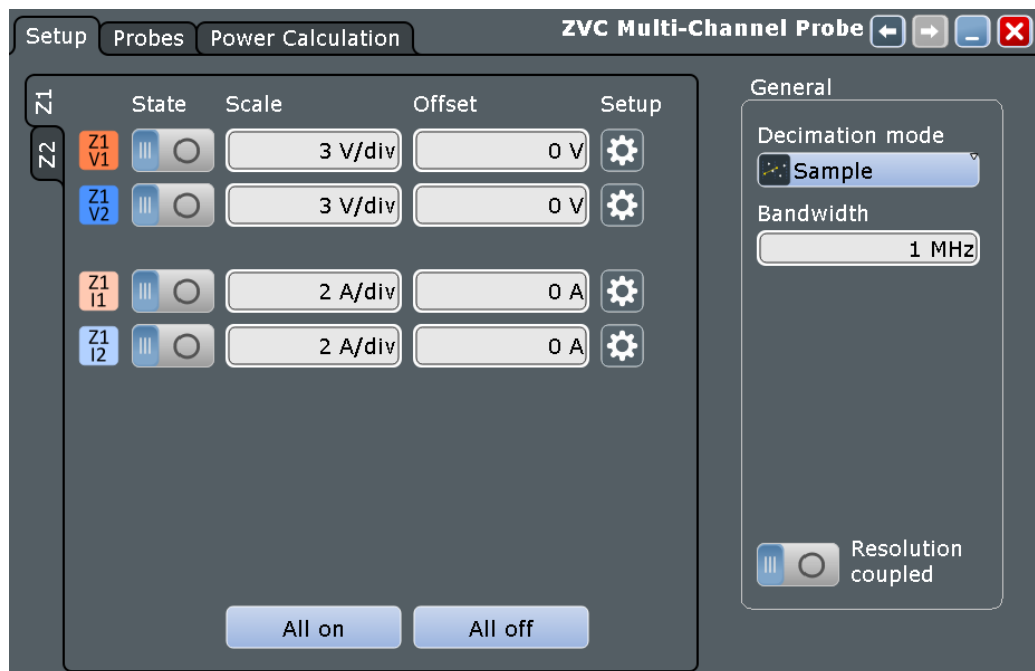 Setup Probes Power Calculation ZVC Multi-Channel Probe
Z1
Z2
State Scale Offset Setup
Z1 V1 3 V/div 0 V
Z1 V2 3 V/div 0 V
Z1 I1 2 A/div 0 A
Z1 I2 2 A/div 0 A
All on All off
General
Decimation mode
Sample
Bandwidth
1 MHz
Resolution
coupled